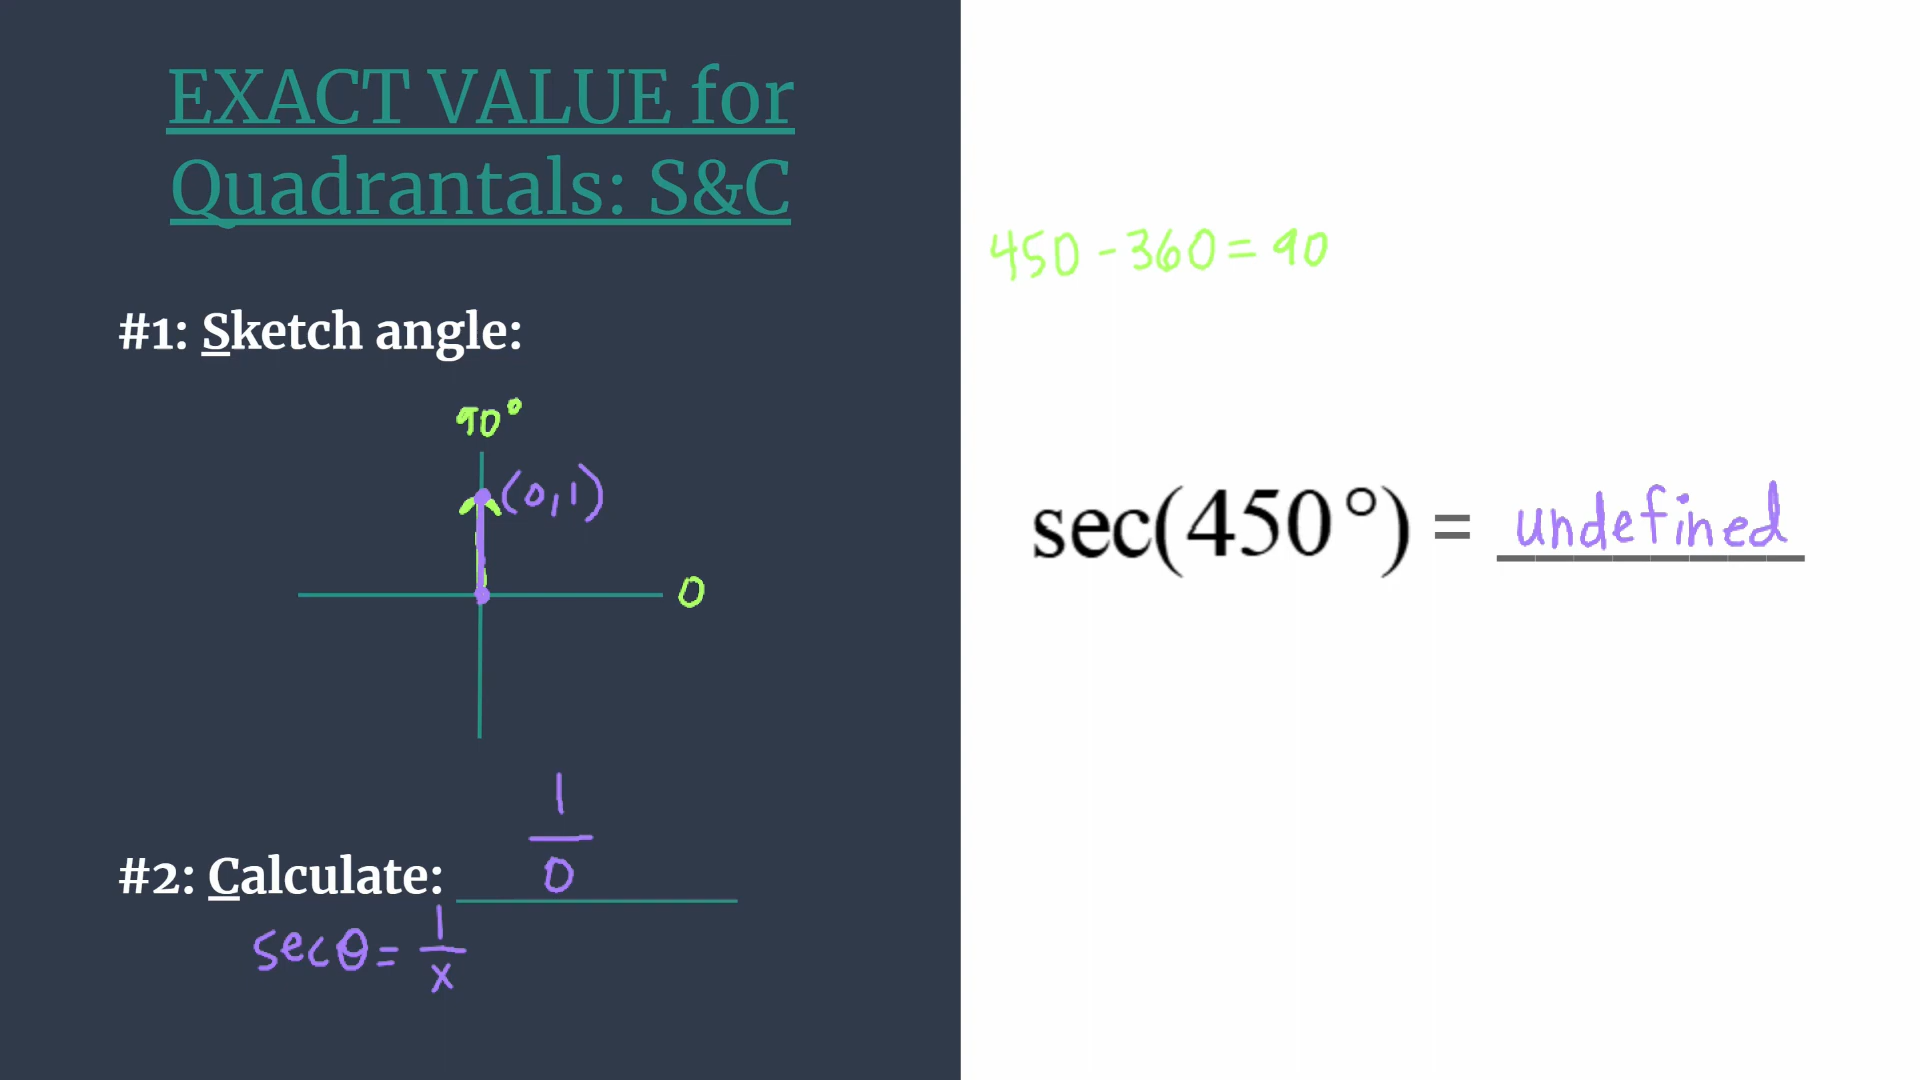 EXACT VALUE for
Quadrantals: S&C
#1: Sketch angle:
90°
(0,1)
0
1
0
#2: Calculate:
secθ = 1/x
450 - 360 = 90
sec(450°) = undefined